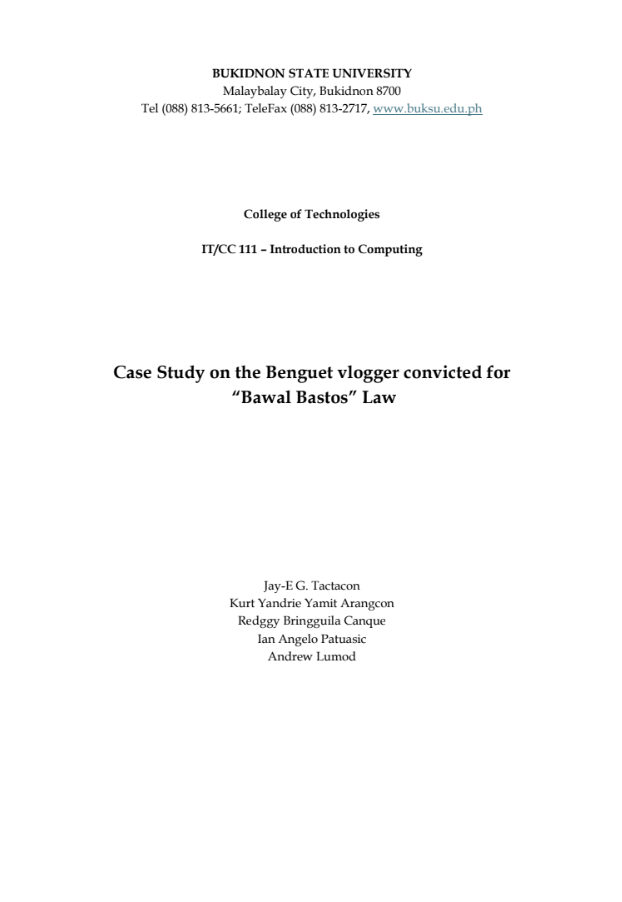 BUKIDNON STATE UNIVERSITY
Malaybalay City, Bukidnon 8700
Tel (088) 813-5661; TeleFax (088) 813-2717, www.buksu.edu.ph
College of Technologies
IT/CC 111 – Introduction to Computing
Case Study on the Benguet vlogger convicted for
“Bawal Bastos” Law
Jay-E G. Tactacon
Kurt Yandrie Yamit Arangcon
Redggy Bringguila Canque
Ian Angelo Patuasic
Andrew Lumod